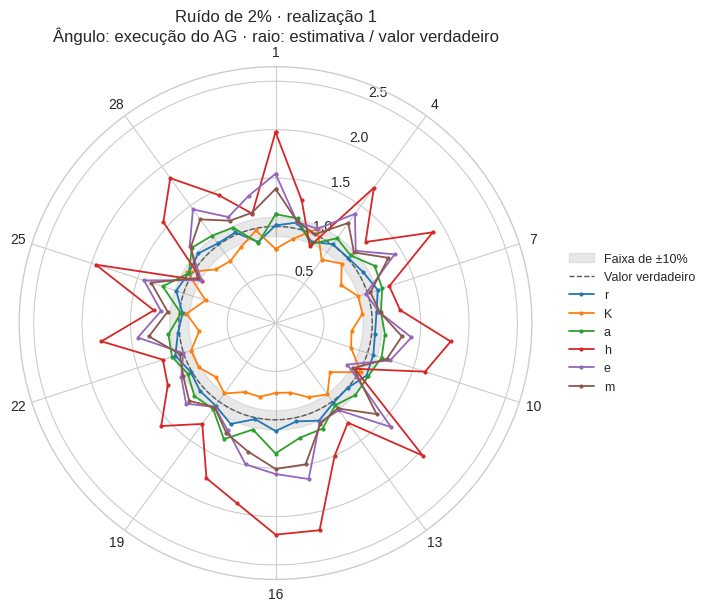 Ruído de 2% · realização 1
Ângulo: execução do AG · raio: estimativa / valor verdadeiro
1
28
4
2.5
2.0
1.5
1.0
0.5
25
7
Faixa de ±10%
Valor verdadeiro
r
K
a
h
e
m
22
10
19
13
16